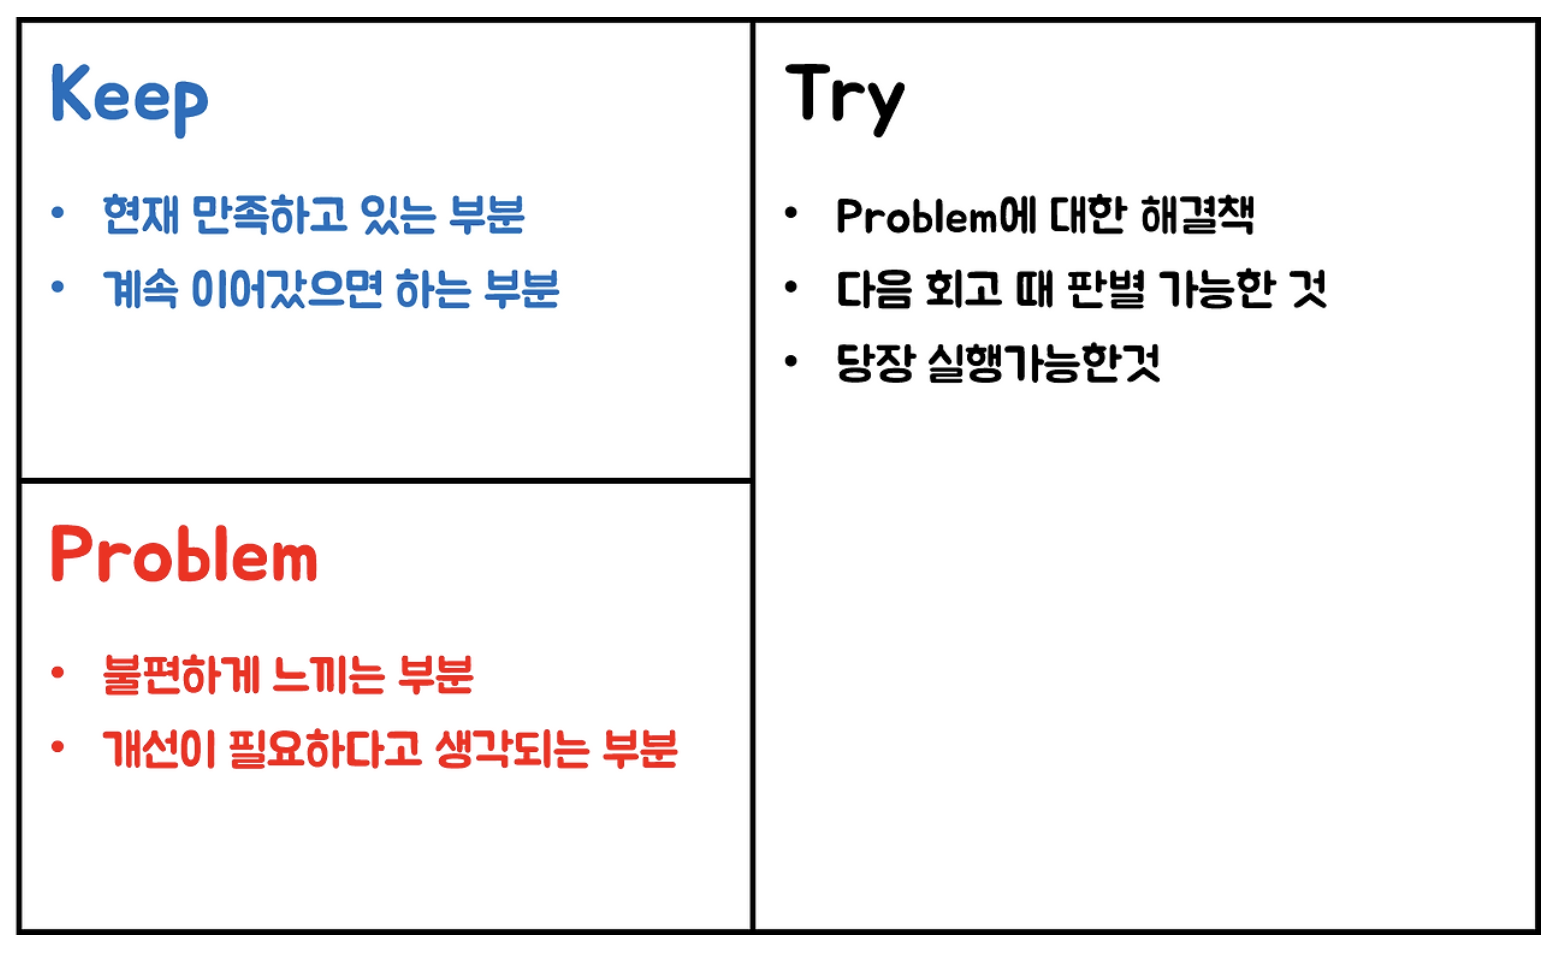 Keep
• 현재 만족하고 있는 부분
• 계속 이어갔으면 하는 부분
Problem
• 불편하게 느끼는 부분
• 개선이 필요하다고 생각되는 부분
Try
• Problem에 대한 해결책
• 다음 회고 때 판별 가능한 것
• 당장 실행가능한것